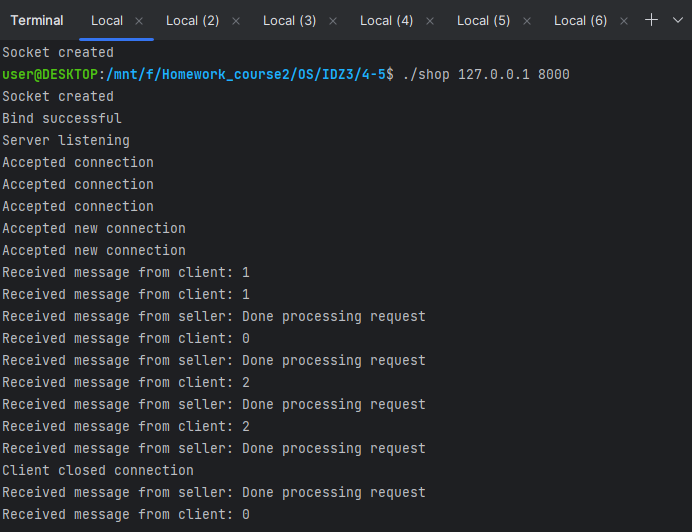 Terminal Local × Local (2) × Local (3) × Local (4) × Local (5) × Local (6) × +
Socket created
user@DESKTOP:/mnt/f/Homework_course2/OS/IDZ3/4-5$ ./shop 127.0.0.1 8000
Socket created
Bind successful
Server listening
Accepted connection
Accepted connection
Accepted connection
Accepted new connection
Accepted new connection
Received message from client: 1
Received message from client: 1
Received message from seller: Done processing request
Received message from client: 0
Received message from seller: Done processing request
Received message from client: 2
Received message from seller: Done processing request
Received message from client: 2
Received message from seller: Done processing request
Client closed connection
Received message from seller: Done processing request
Received message from client: 0